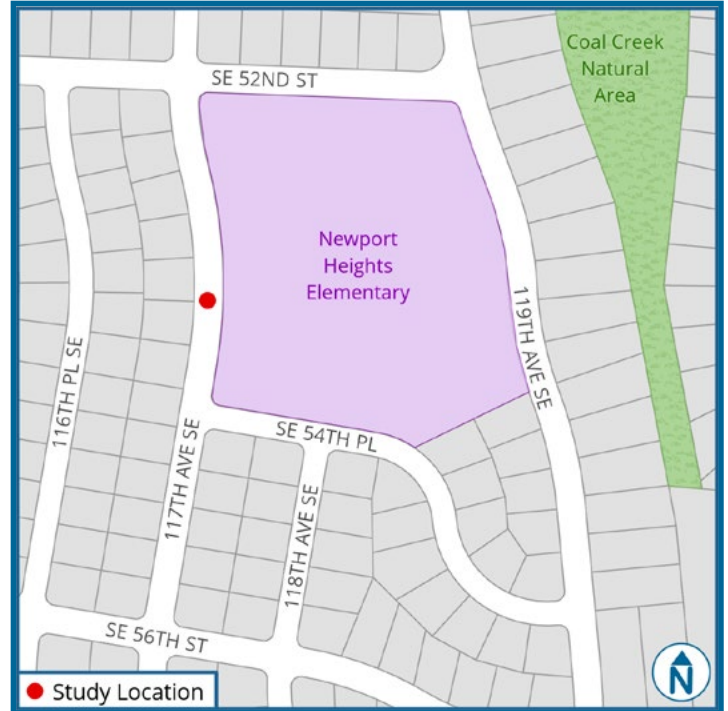 Coal Creek
Natural
Area
SE 52ND ST
Newport
Heights
Elementary
119TH AVE SE
116TH PL SE
117TH AVE SE
SE 54TH PL
118TH AVE SE
SE 56TH ST
Study Location
N